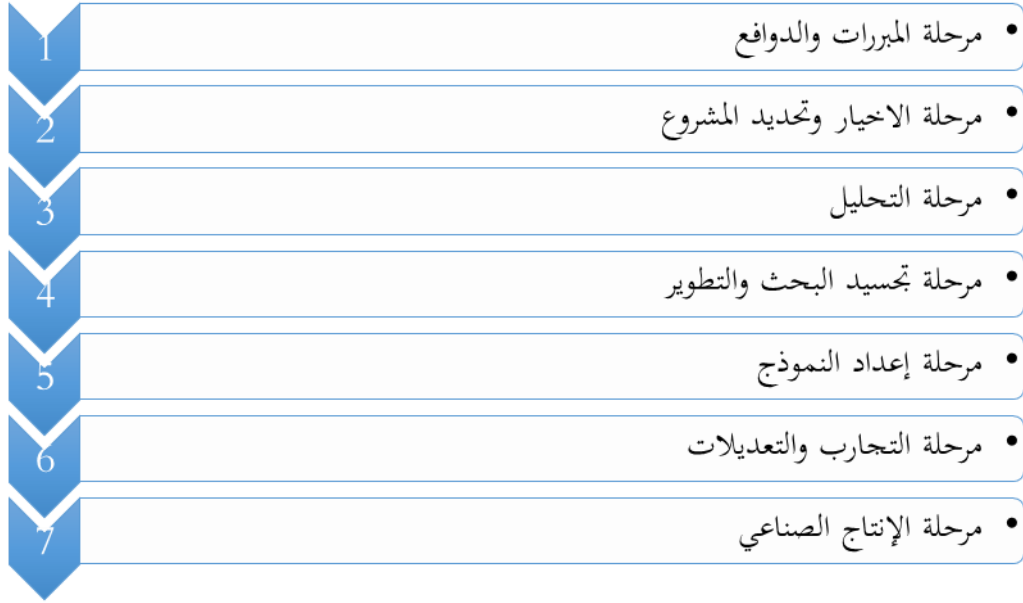 1
• مرحلة المبررات والدوافع
2
• مرحلة الاخيار وتحديد المشروع
3
• مرحلة التحليل
4
• مرحلة تجسيد البحث والتطوير
5
• مرحلة إعداد النموذج
6
• مرحلة التجارب والتعديلات
7
• مرحلة الإنتاج الصناعي